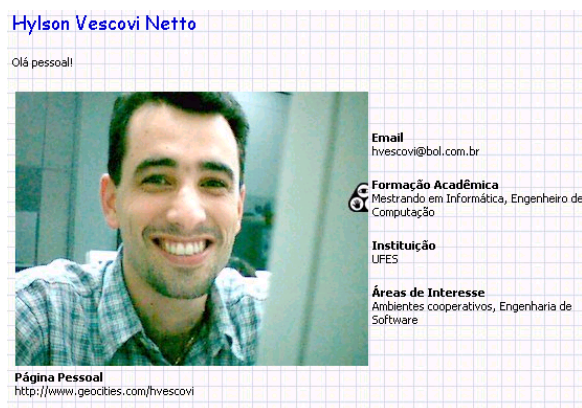 Hylson Vescovi Netto
Olá pessoal!
Email
hvescovi@bol.com.br
Formação Acadêmica
Mestrando em Informática, Engenheiro de
Computação
Instituição
UFES
Áreas de Interesse
Ambientes cooperativos, Engenharia de
Software
Página Pessoal
http://www.geocities.com/hvescovi